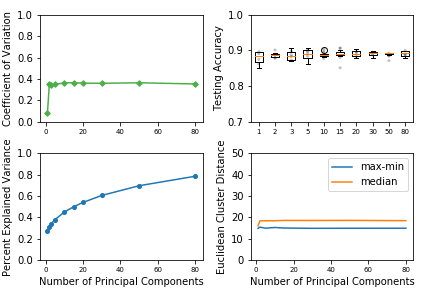 Coefficient of Variation
1.0
0.8
0.6
0.4
0.2
0.0
0 20 40 60 80
Testing Accuracy
1.0
0.9
0.8
0.7
1 2 3 5 10 15 20 30 50 80
Percent Explained Variance
1.0
0.8
0.6
0.4
0.2
0.0
0 20 40 60 80
Number of Principal Components
Euclidean Cluster Distance
50
40
30
20
10
0
max-min
median
0 20 40 60 80
Number of Principal Components